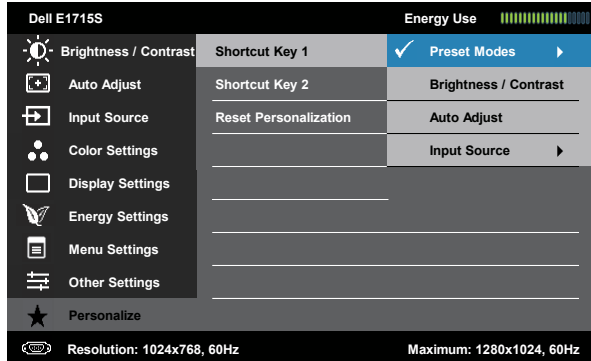 Dell E1715S
Energy Use
Brightness / Contrast
Shortcut Key 1
Preset Modes
Auto Adjust
Shortcut Key 2
Brightness / Contrast
Input Source
Reset Personalization
Auto Adjust
Color Settings
Input Source
Display Settings
Energy Settings
Menu Settings
Other Settings
Personalize
Resolution: 1024x768, 60Hz
Maximum: 1280x1024, 60Hz